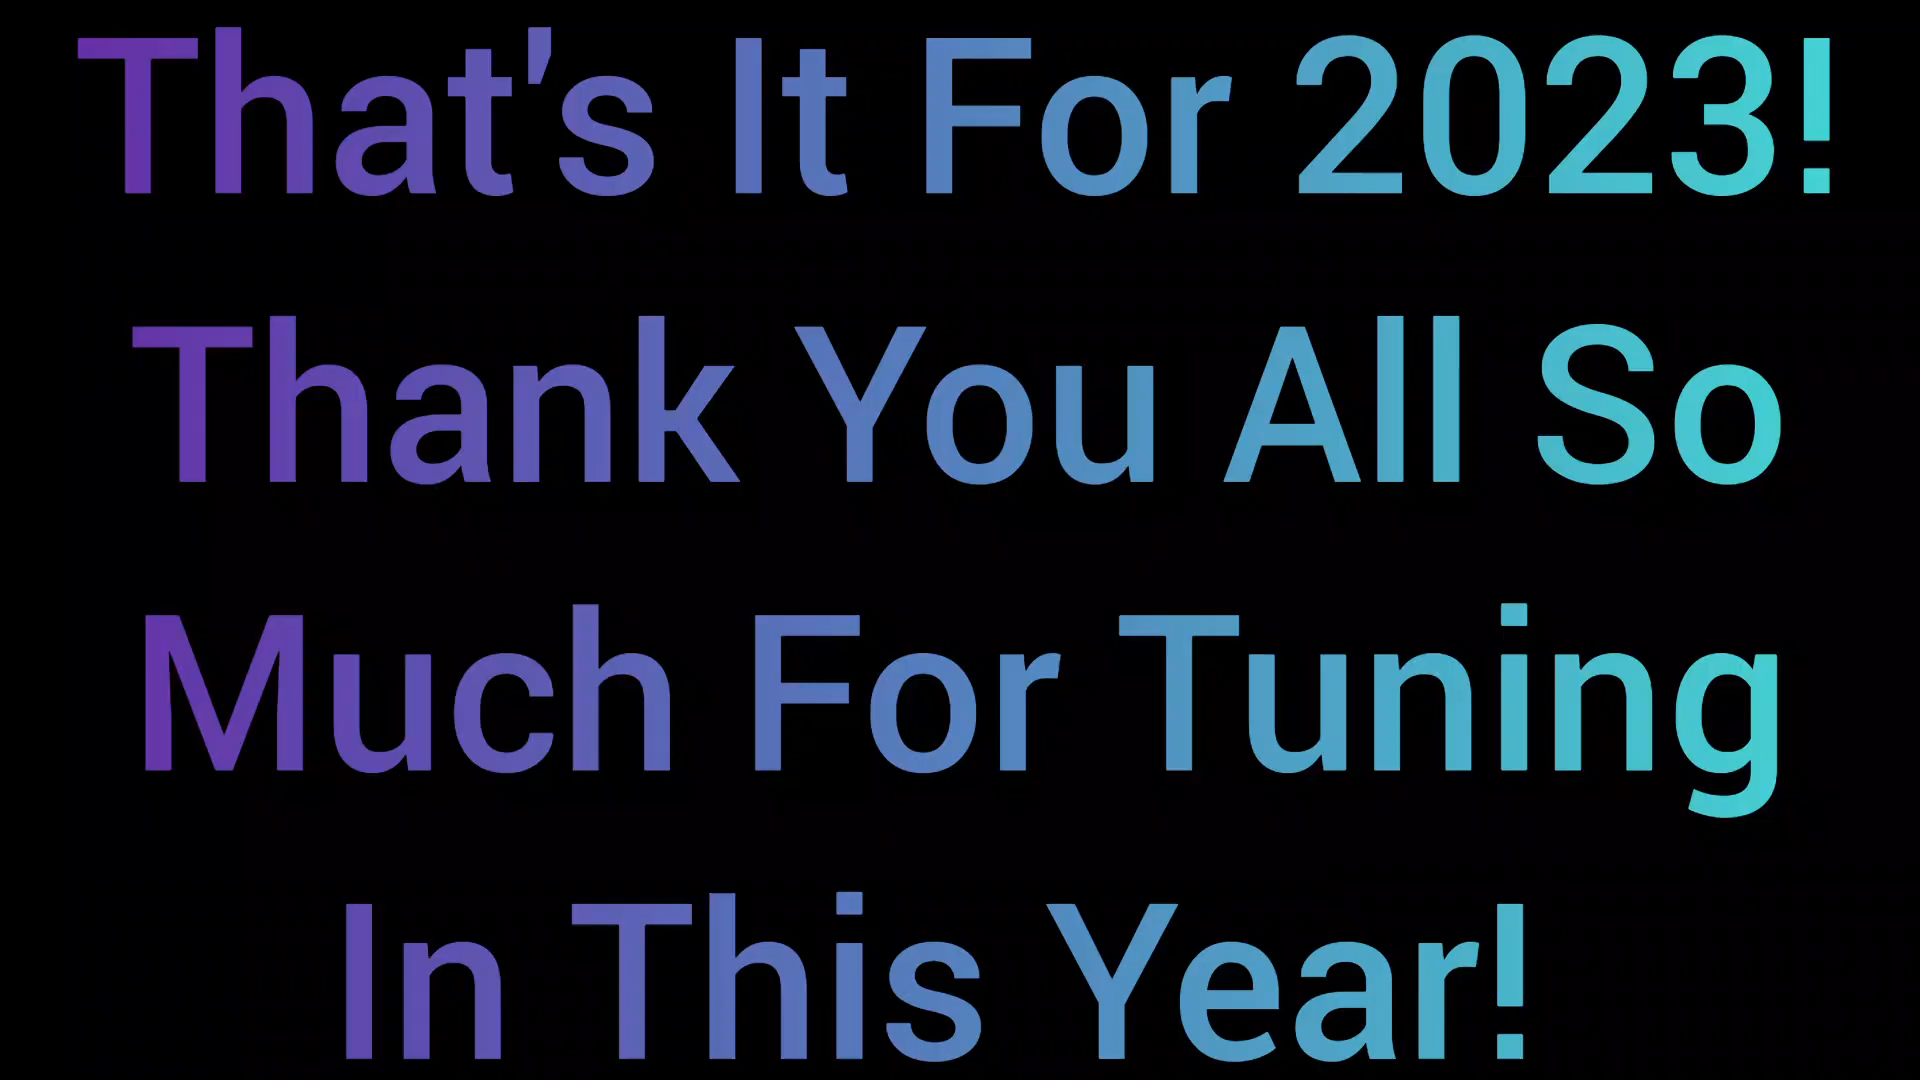 That's It For 2023!
Thank You All So
Much For Tuning
In This Year!